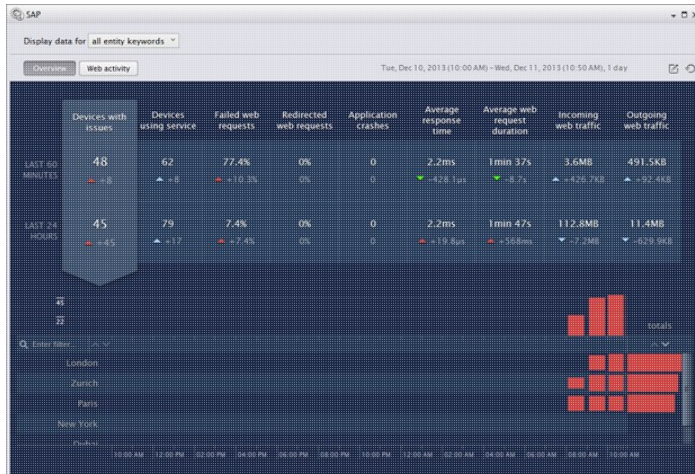 SAP
Display data for all entity keywords
Overview Web activity Tue, Dec 10, 2013 (10:00 AM) - Wed, Dec 11, 2013 (10:50 AM), 1 day
Devices with issues Devices using service Failed web requests Redirected web requests Application crashes Average response time Average web request duration Incoming web traffic Outgoing web traffic
LAST 60 MINUTES 48 62 77.4% 0% 0 2.2ms 1min 37s 3.6MB 491.5KB
+8 +8 +10.3% 0% 0 -428.1µs -8.7s +426.7KB +92.4KB
LAST 24 HOURS 45 79 7.4% 0% 0 2.2ms 1min 47s 112.8MB 11.4MB
+45 +17 +7.4% 0% 0 +19.8µs +568ms -7.2MB -629.9KB
45
22
totals
Enter filter...
London
Zurich
Paris
New York
Dubai
10:00 AM 12:00 PM 02:00 PM 04:00 PM 06:00 PM 08:00 PM 10:00 PM 12:00 AM 02:00 AM 04:00 AM 06:00 AM 08:00 AM 10:00 AM